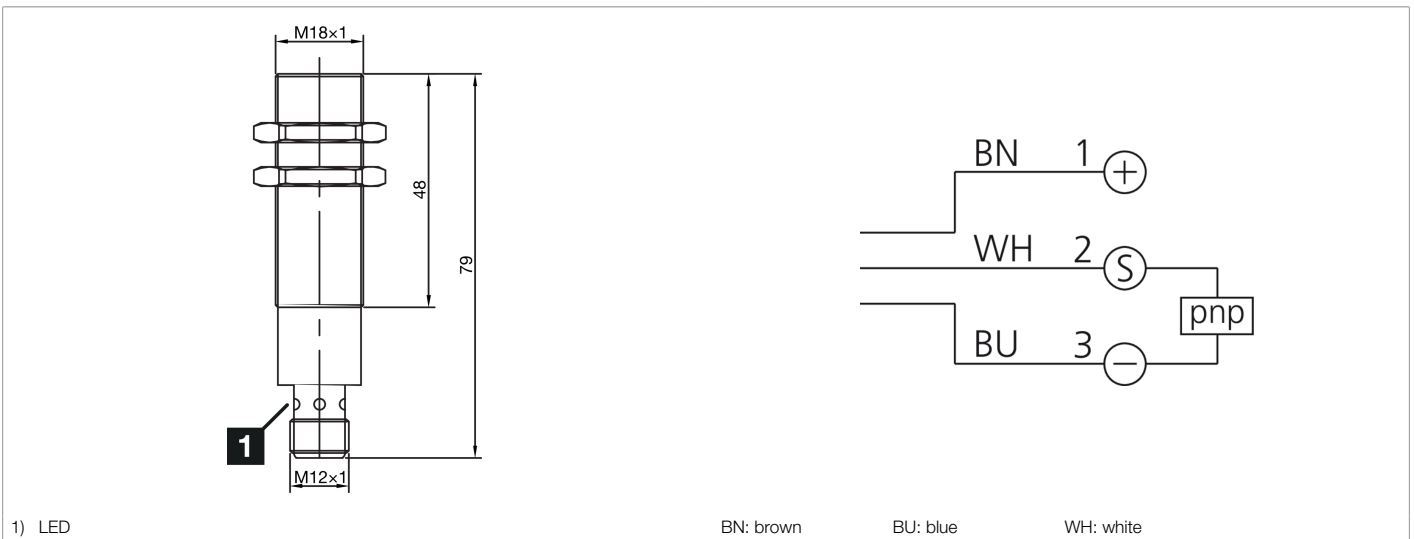 M18×1
48
79
1
M12×1
BN 1 +
WH 2 S
pnp
BU 3 −
1) LED
BN: brown BU: blue WH: white